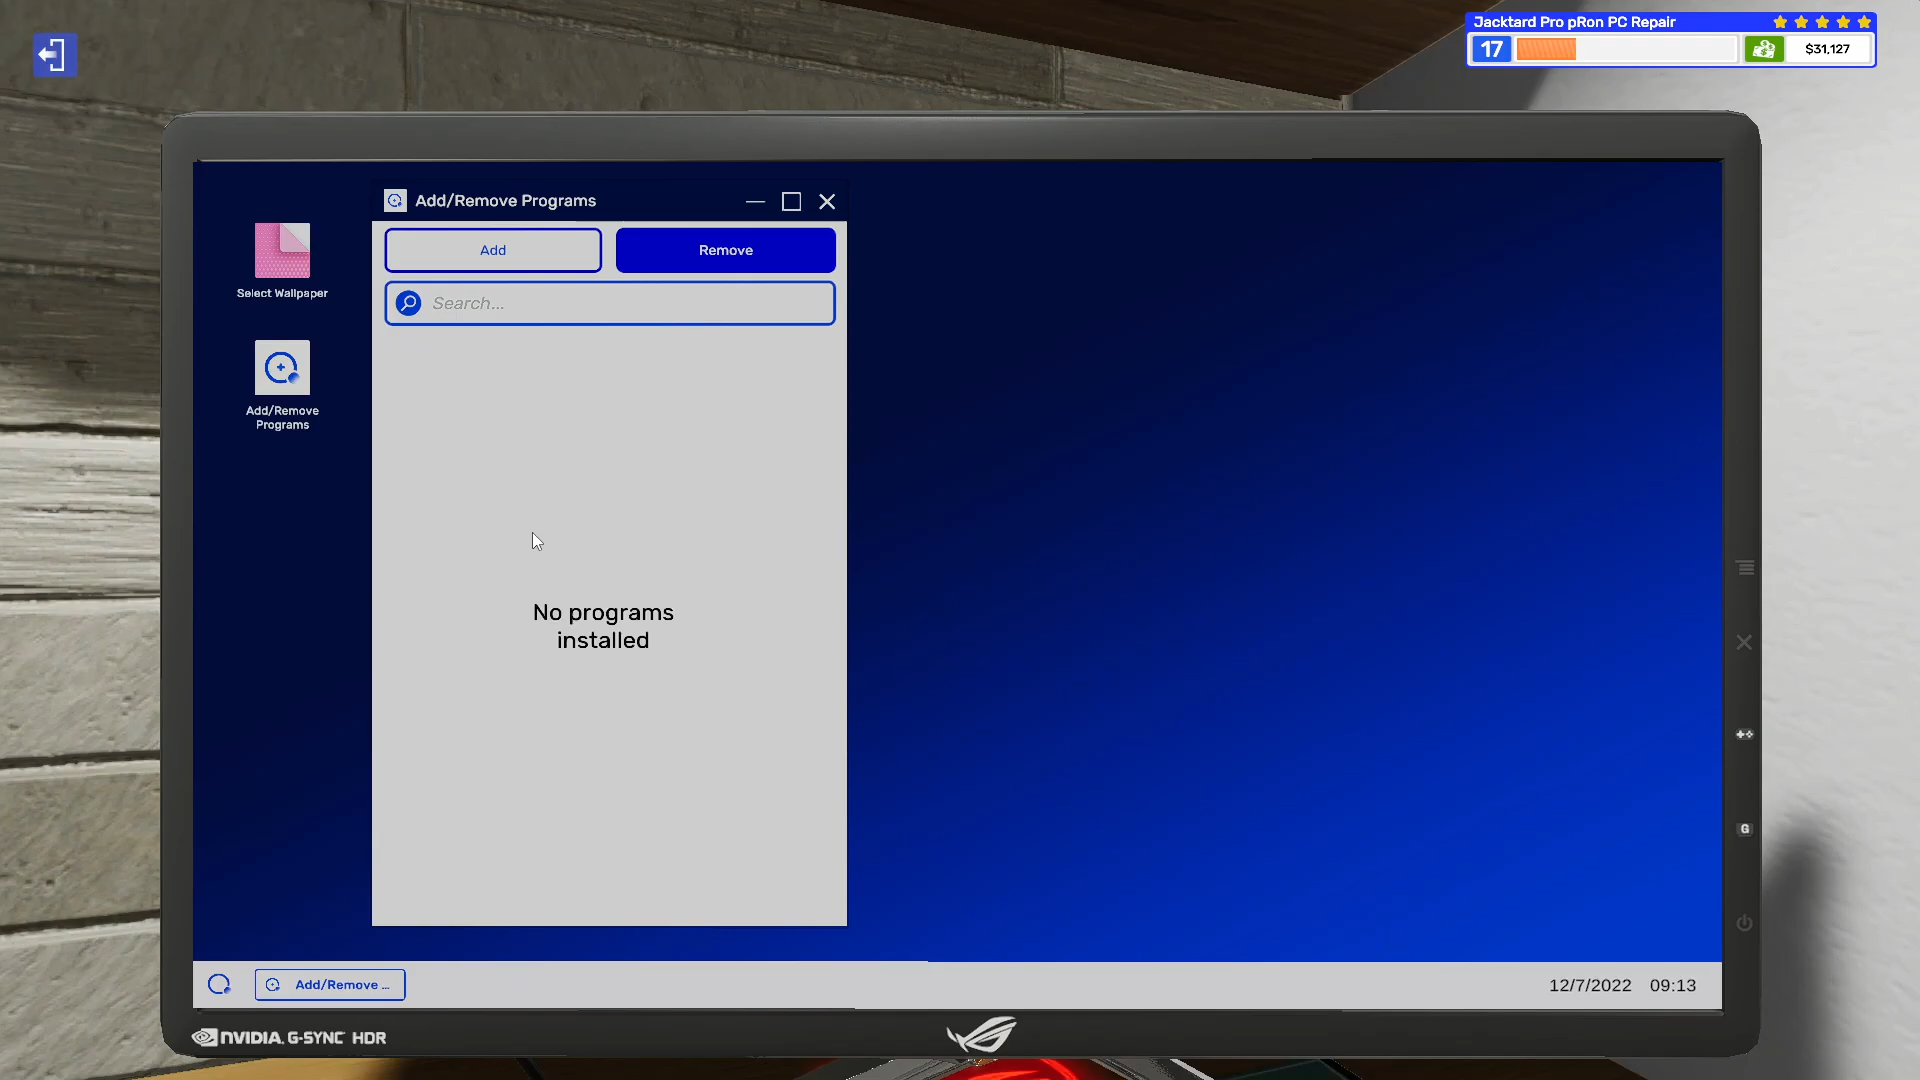 Jacktard Pro pRon PC Repair
17
$31,127
Add/Remove Programs
Add
Remove
Search...
Select Wallpaper
Add/Remove
Programs
No programs
installed
Add/Remove ...
12/7/2022 09:13
NVIDIA. G-SYNC HDR
G